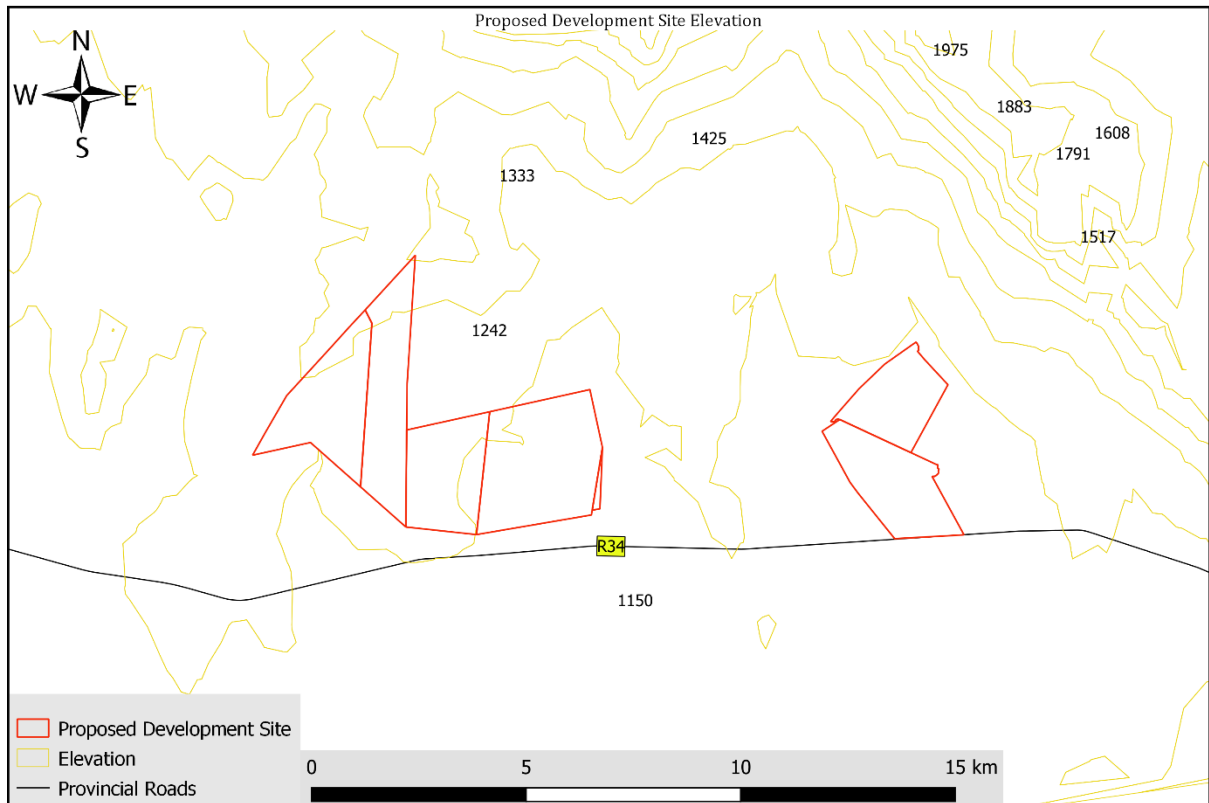 Proposed Development Site Elevation
N
W E
S
1975
1883
1608
1425
1791
1333
1517
1242
R34
1150
Proposed Development Site
Elevation
Provincial Roads
0 5 10 15 km